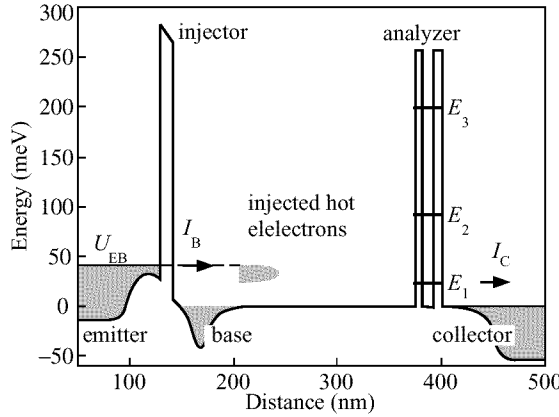 300
250
200
150
100
50
0
−50
Energy (meV)
injector
analyzer
E3
injected hot
elelectrons
E2
UEB
IB
IC
E1
emitter
base
collector
100
200
300
400
500
Distance (nm)